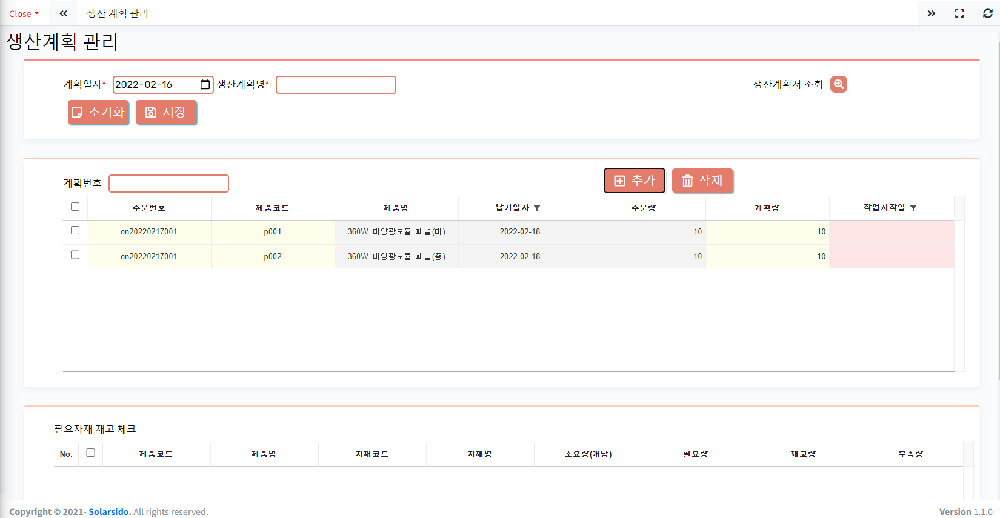 Close 생산 계획 관리
생산계획 관리
계획일자* 2022-02-16 생산계획명* 생산계획서 조회
초기화 저장
계획번호 추가 삭제
주문번호 제품코드 제품명 납기일자 주문량 계획량 작업시작일
on20220217001 p001 360W_태양광모듈_패널(대) 2022-02-18 10 10
on20220217001 p002 360W_태양광모듈_패널(중) 2022-02-18 10 10
필요자재 재고 체크
No. 제품코드 제품명 자재코드 자재명 소요량(개당) 필요량 재고량 부족량
Copyright © 2021- Solarsido. All rights reserved. Version 1.1.0